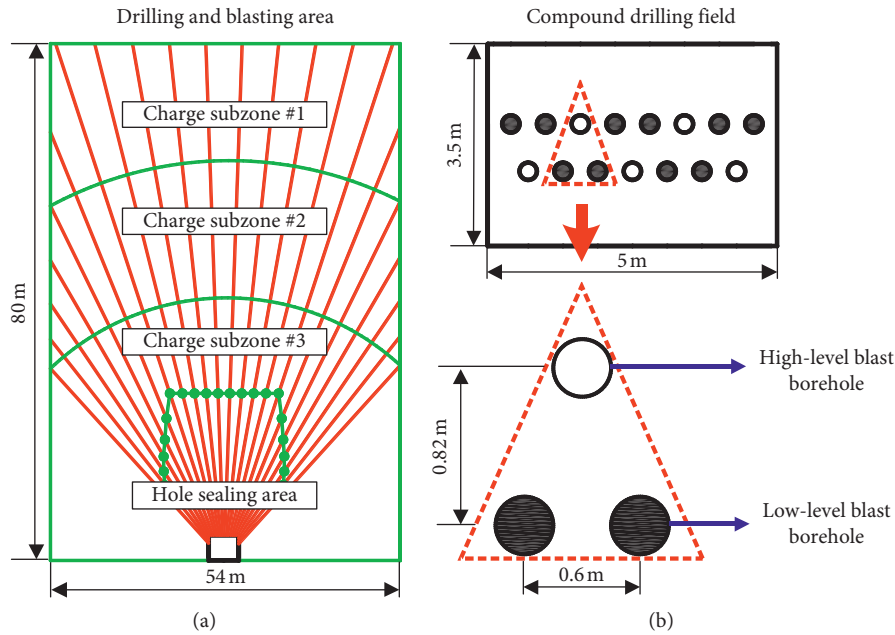 Drilling and blasting area
Charge subzone #1
Charge subzone #2
Charge subzone #3
Hole sealing area
80 m
54 m
(a)
Compound drilling field
3.5 m
5 m
High-level blast
borehole
0.82 m
Low-level blast
borehole
0.6 m
(b)